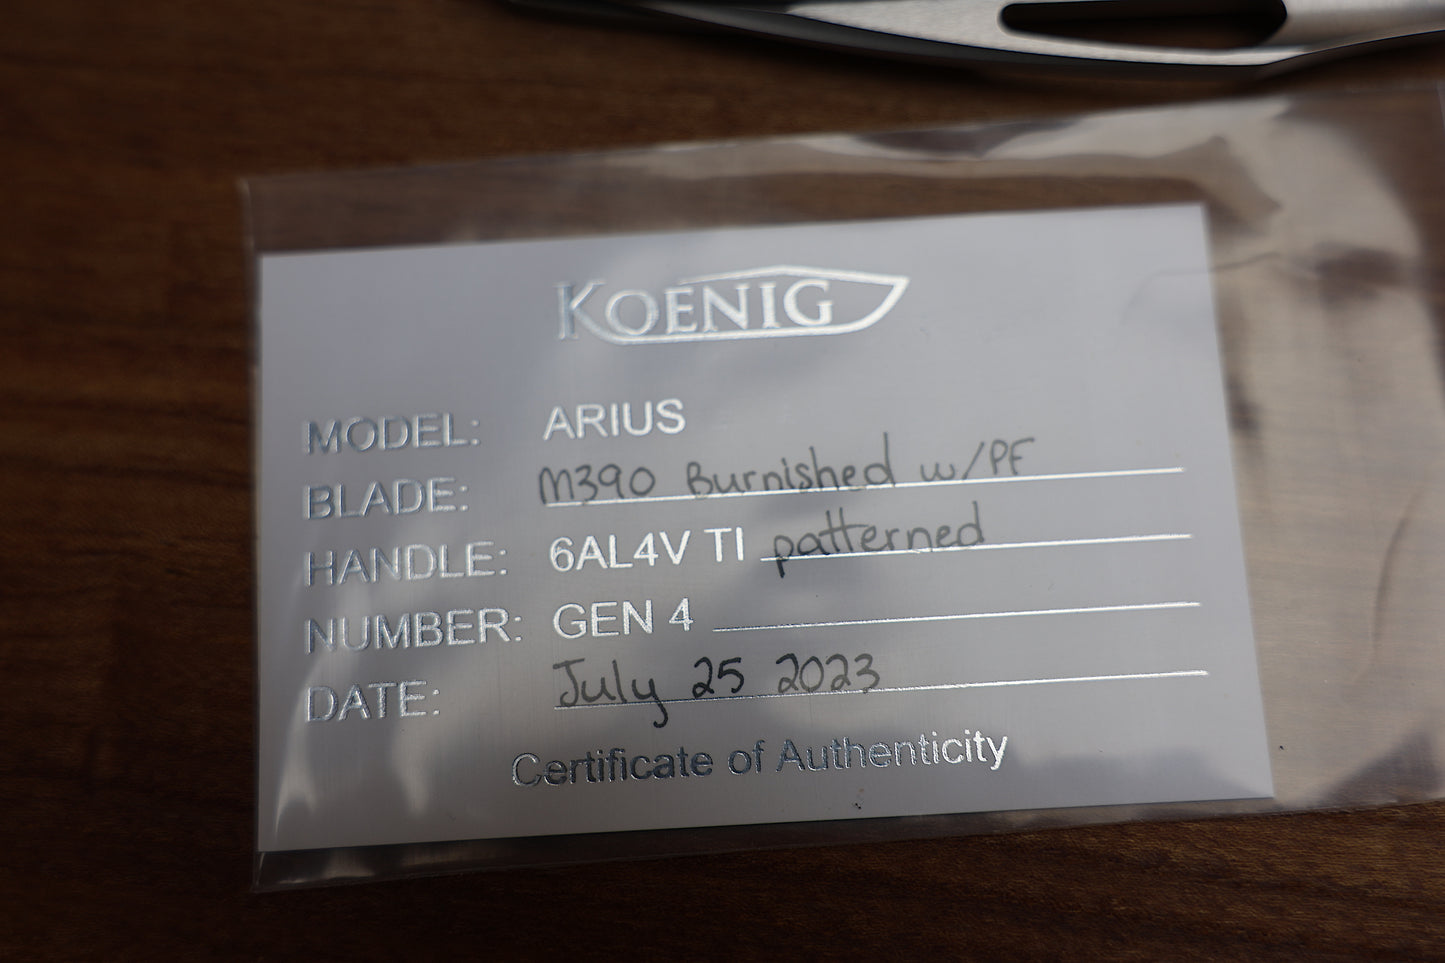 KOENIG
MODEL: ARIUS
BLADE: M390 Burnished w/PF
HANDLE: 6AL4V TI patterned
NUMBER: GEN 4
DATE: July 25 2023
Certificate of Authenticity